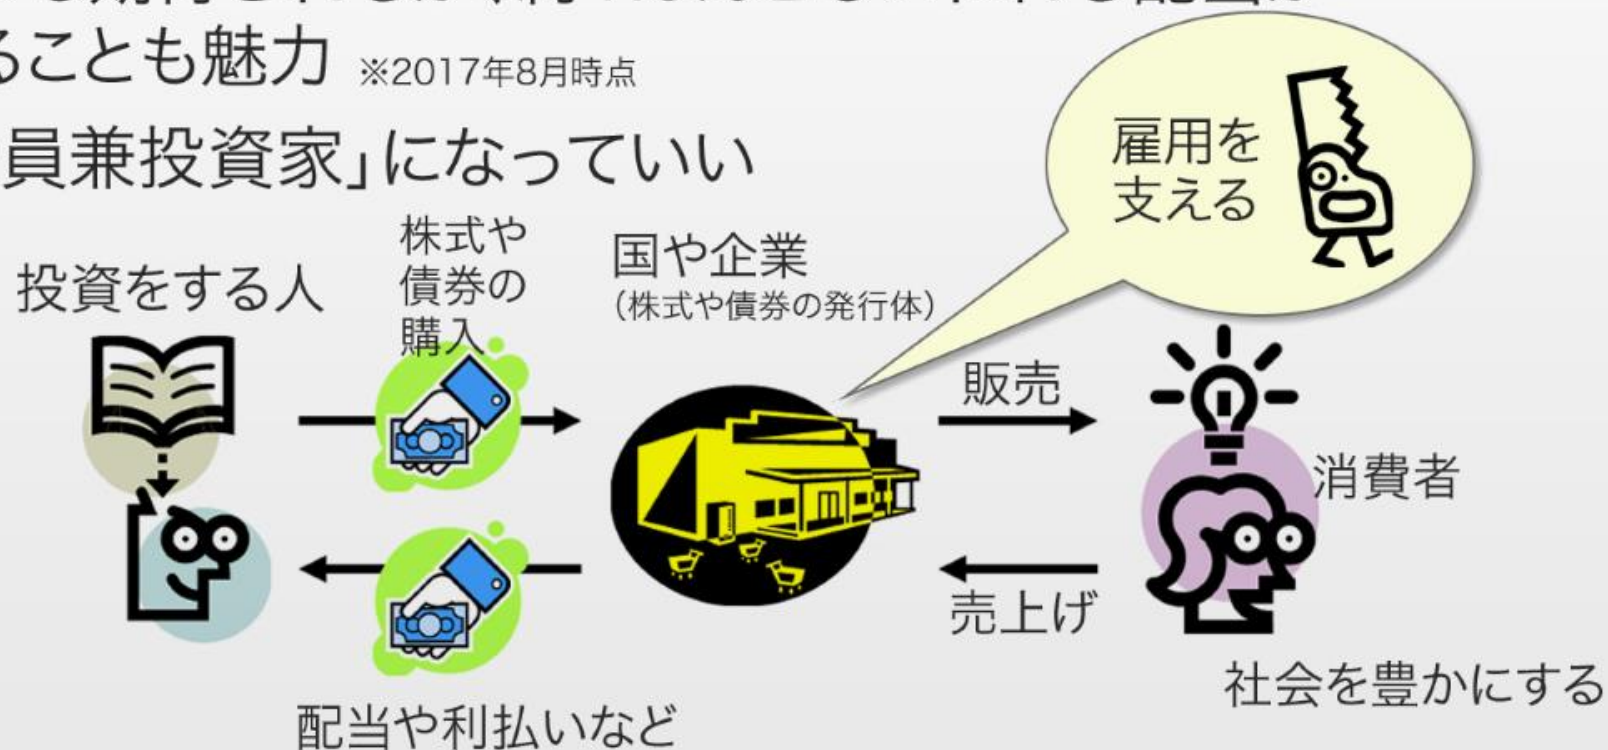 ることも魅力 ※2017年8月時点
員兼投資家」になっていい
投資をする人
株式や
債券の
購入
国や企業
（株式や債券の発行体）
雇用を
支える
販売
消費者
売上げ
配当や利払いなど
社会を豊かにする